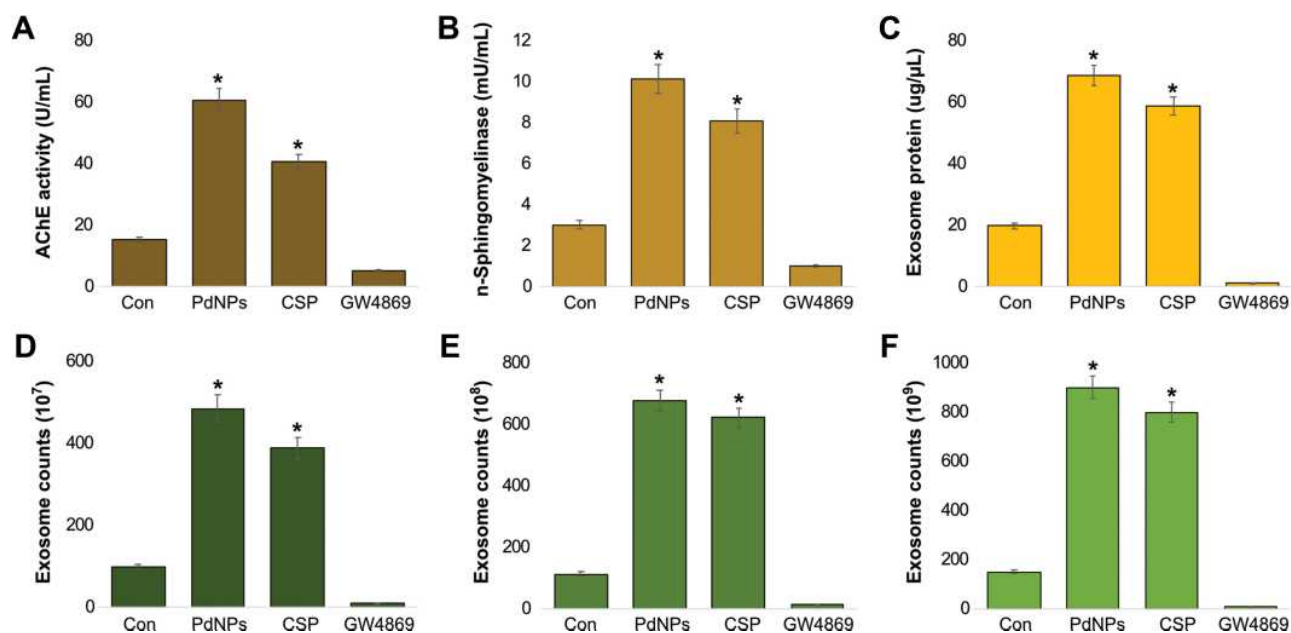 A
AChE activity (U/mL)
80
60
40
20
0
*
*
Con PdNPs CSP GW4869
B
n-Sphingomyelinase (mU/mL)
12
10
8
6
4
2
0
*
*
Con PdNPs CSP GW4869
C
Exosome protein (ug/μL)
80
60
40
20
0
*
*
Con PdNPs CSP GW4869
D
Exosome counts (10⁷)
600
400
200
0
*
*
Con PdNPs CSP GW4869
E
Exosome counts (10⁸)
800
600
400
200
0
*
*
Con PdNPs CSP GW4869
F
Exosome counts (10⁹)
1000
800
600
400
200
0
*
*
Con PdNPs CSP GW4869